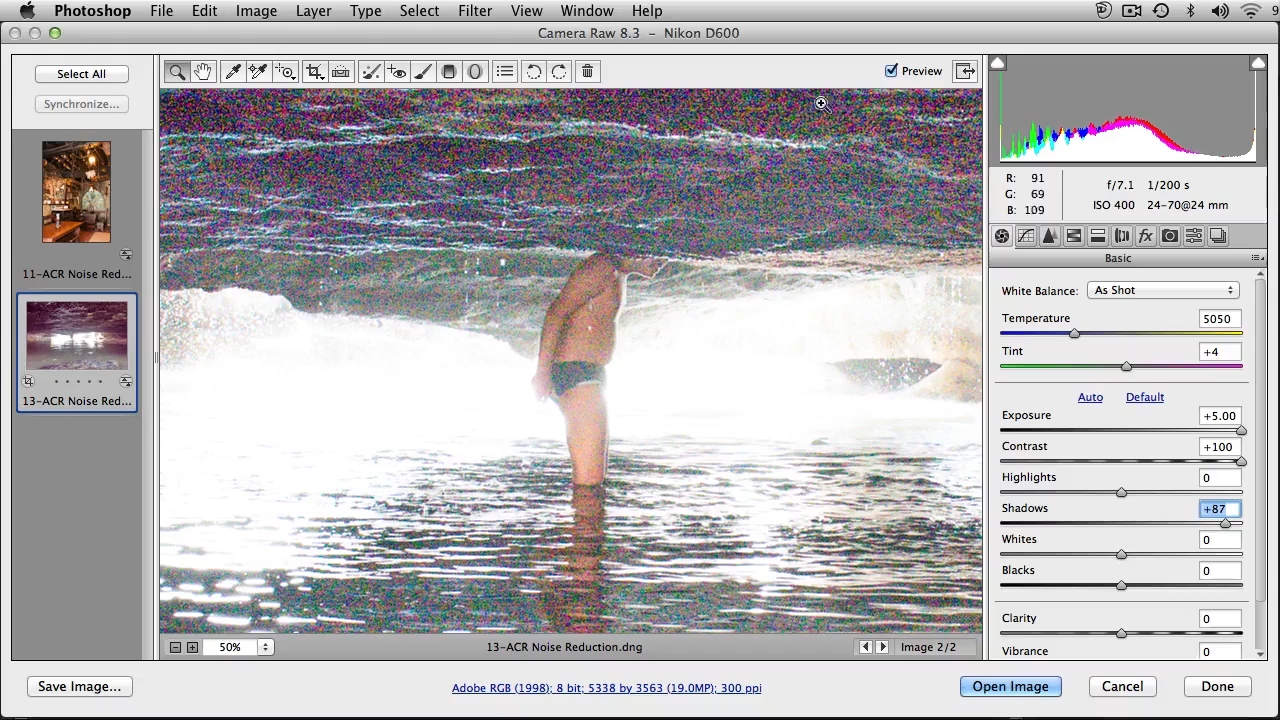 Photoshop File Edit Image Layer Type Select Filter View Window Help 9
Camera Raw 8.3 - Nikon D600
Select All
Synchronize...
11-ACR Noise Red...
13-ACR Noise Red...
Preview
R: 91
G: 69
B: 109
f/7.1 1/200 s
ISO 400 24-70@24 mm
fx
Basic
White Balance: As Shot
Temperature 5050
Tint +4
Auto Default
Exposure +5.00
Contrast +100
Highlights 0
Shadows +87
Whites 0
Blacks 0
Clarity 0
Vibrance 0
50% 13-ACR Noise Reduction.dng Image 2/2
Save Image... Adobe RGB (1998); 8 bit; 5338 by 3563 (19.0MP); 300 ppi Open Image Cancel Done